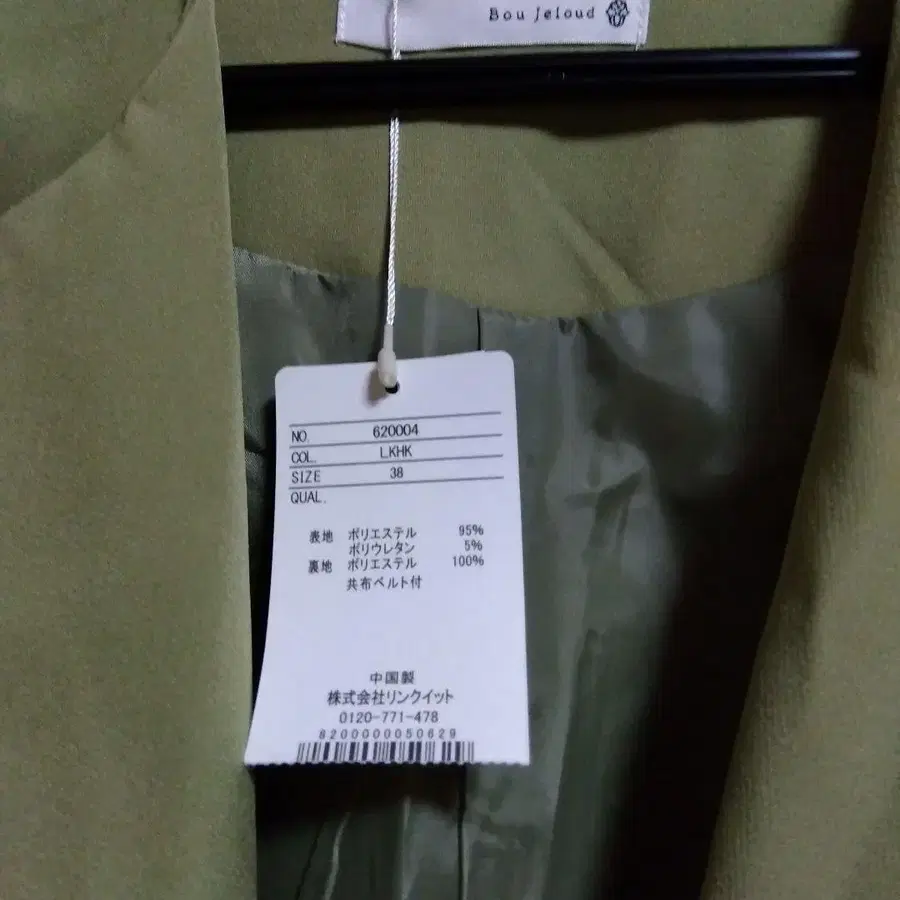 Bou Jeloud
NO. 620004
COL. L.KHK
SIZE 38
QUAL.
表地 ポリエステル 95%
ポリウレタン 5%
裏地 ポリエステル 100%
共布ベルト付
中国製
株式会社リンクイット
0120-771-478
8200000050629